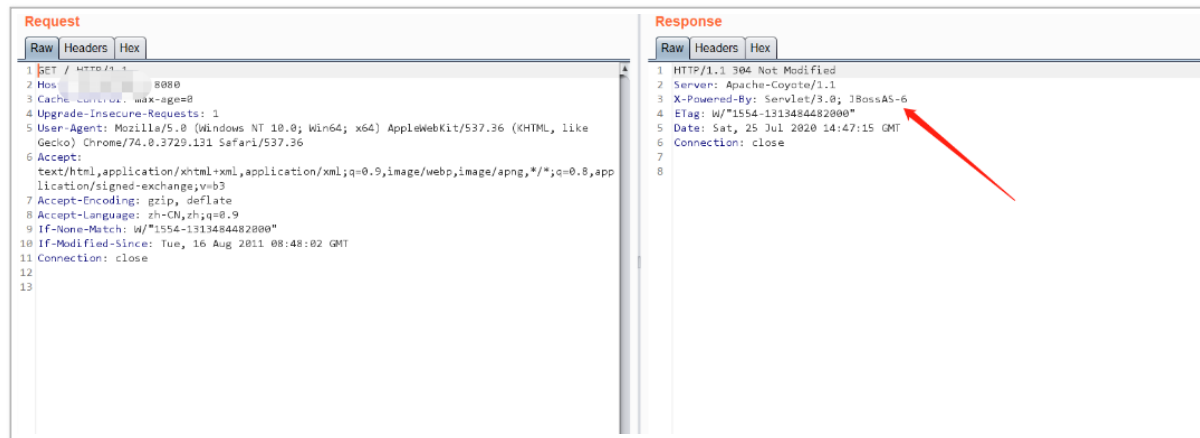 Request
Raw Headers Hex
1 GET / HTTP/1.1
2 Hos 8080
3 Cache-Control: max-age=0
4 Upgrade-Insecure-Requests: 1
5 User-Agent: Mozilla/5.0 (Windows NT 10.0; Win64; x64) AppleWebKit/537.36 (KHTML, like
Gecko) Chrome/74.0.3729.131 Safari/537.36
6 Accept:
text/html,application/xhtml+xml,application/xml;q=0.9,image/webp,image/apng,*/*;q=0.8,app
lication/signed-exchange;v=b3
7 Accept-Encoding: gzip, deflate
8 Accept-Language: zh-CN,zh;q=0.9
9 If-None-Match: W/"1554-1313484482000"
10 If-Modified-Since: Tue, 16 Aug 2011 08:48:02 GMT
11 Connection: close
12
13
Response
Raw Headers Hex
1 HTTP/1.1 304 Not Modified
2 Server: Apache-Coyote/1.1
3 X-Powered-By: Servlet/3.0; JBossAS-6
4 ETag: W/"1554-1313484482000"
5 Date: Sat, 25 Jul 2020 14:47:15 GMT
6 Connection: close
7
8